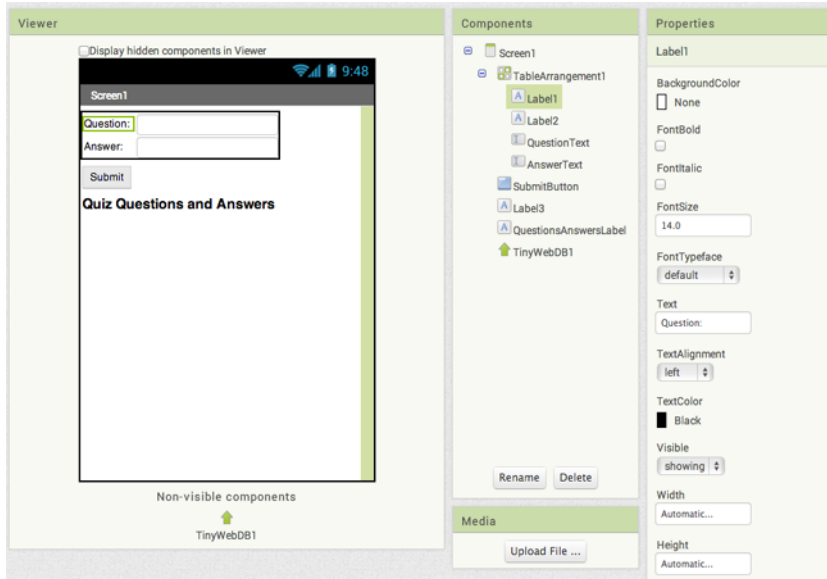 Viewer
Display hidden components in Viewer
9:48
Screen1
Question:
Answer:
Submit
Quiz Questions and Answers
Non-visible components
TinyWebDB1
Components
Screen1
TableArrangement1
Label1
Label2
QuestionText
AnswerText
SubmitButton
Label3
QuestionsAnswersLabel
TinyWebDB1
Rename Delete
Media
Upload File ...
Properties
Label1
BackgroundColor
None
FontBold
FontItalic
FontSize
14.0
FontTypeface
default
Text
Question:
TextAlignment
left
TextColor
Black
Visible
showing
Width
Automatic...
Height
Automatic...